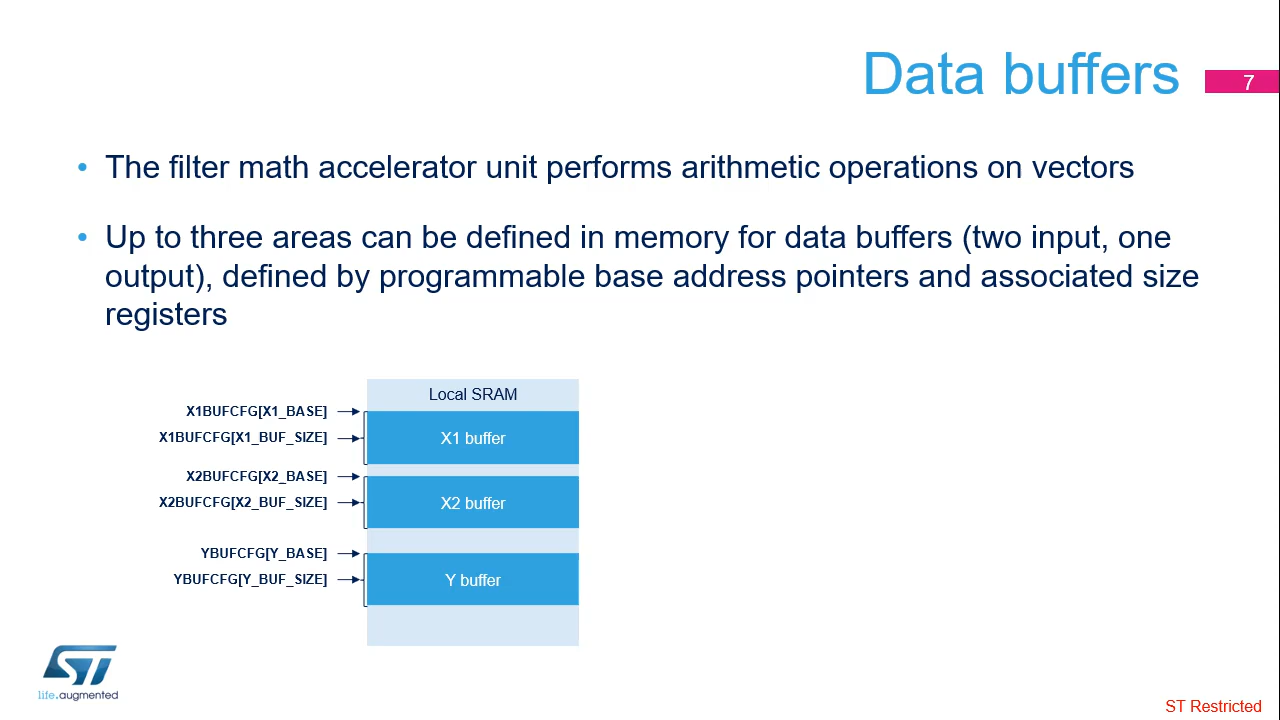 Data buffers
7
• The filter math accelerator unit performs arithmetic operations on vectors
• Up to three areas can be defined in memory for data buffers (two input, one
output), defined by programmable base address pointers and associated size
registers
Local SRAM
X1BUFCFG[X1_BASE]
X1BUFCFG[X1_BUF_SIZE]
X1 buffer
X2BUFCFG[X2_BASE]
X2BUFCFG[X2_BUF_SIZE]
X2 buffer
YBUFCFG[Y_BASE]
YBUFCFG[Y_BUF_SIZE]
Y buffer
ST
life.augmented
ST Restricted